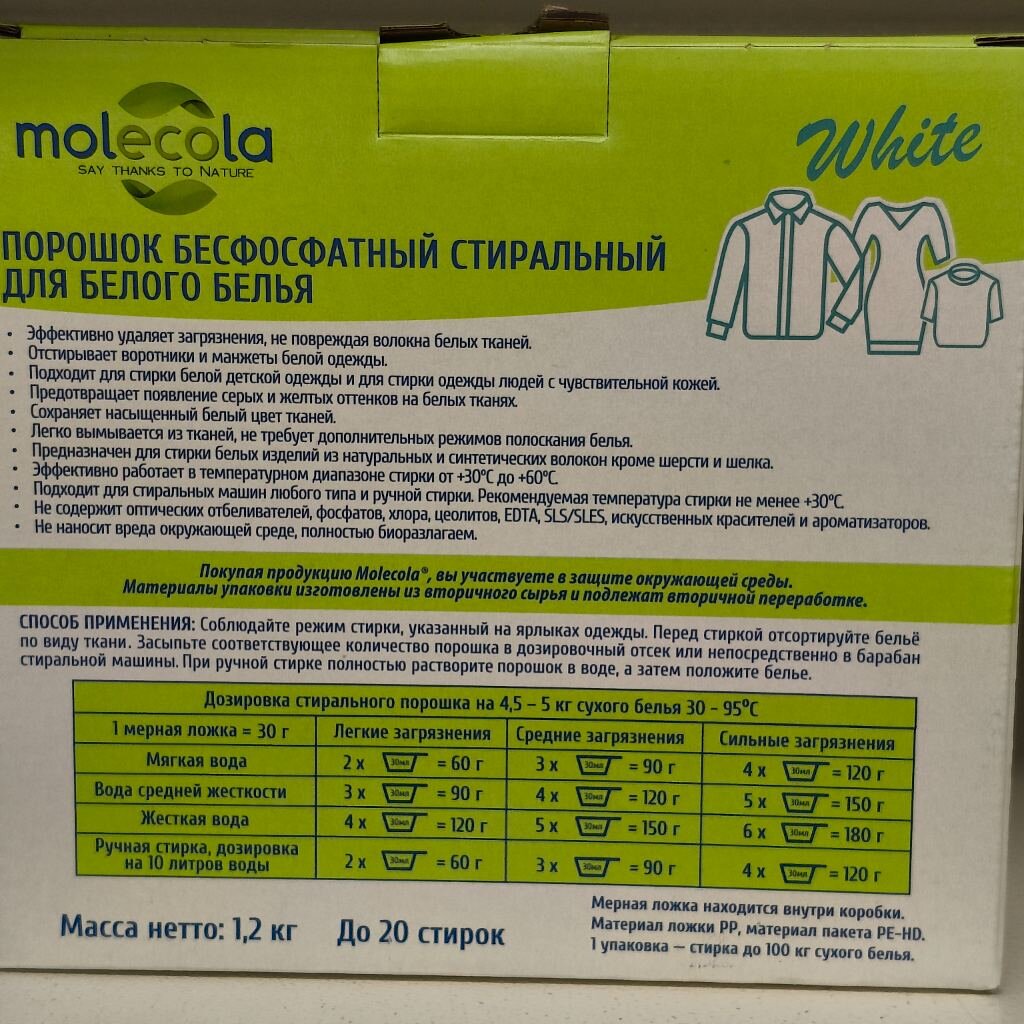 molecola
SAY THANKS TO NATURE
White
ПОРОШОК БЕСФОСФАТНЫЙ СТИРАЛЬНЫЙ
ДЛЯ БЕЛОГО БЕЛЬЯ
• Эффективно удаляет загрязнения, не повреждая волокна белых тканей.
• Отстирывает воротники и манжеты белой одежды.
• Подходит для стирки белой детской одежды и для стирки одежды людей с чувствительной кожей.
• Предотвращает появление серых и желтых оттенков на белых тканях.
• Сохраняет насыщенный белый цвет тканей.
• Легко вымывается из тканей, не требует дополнительных режимов полоскания белья.
• Предназначен для стирки белых изделий из натуральных и синтетических волокон кроме шерсти и шелка.
• Эффективно работает в температурном диапазоне стирки от +30°C до +60°C.
• Подходит для стиральных машин любого типа и ручной стирки. Рекомендуемая температура стирки не менее +30°C.
• Не содержит оптических отбеливателей, фосфатов, хлора, цеолитов, EDTA, SLS/SLES, искусственных красителей и ароматизаторов.
• Не наносит вреда окружающей среде, полностью биоразлагаем.
Покупая продукцию Molecola®, вы участвуете в защите окружающей среды.
Материалы упаковки изготовлены из вторичного сырья и подлежат вторичной переработке.
СПОСОБ ПРИМЕНЕНИЯ: Соблюдайте режим стирки, указанный на ярлыках одежды. Перед стиркой отсортируйте бельё
по виду ткани. Засыпьте соответствующее количество порошка в дозировочный отсек или непосредственно в барабан
стиральной машины. При ручной стирке полностью растворите порошок в воде, а затем положите белье.
Дозировка стирального порошка на 4,5 – 5 кг сухого белья 30 - 95°C
1 мерная ложка = 30 г Легкие загрязнения Средние загрязнения Сильные загрязнения
Мягкая вода 2 x 30мл = 60 г 3 x 30мл = 90 г 4 x 30мл = 120 г
Вода средней жесткости 3 x 30мл = 90 г 4 x 30мл = 120 г 5 x 30мл = 150 г
Жесткая вода 4 x 30мл = 120 г 5 x 30мл = 150 г 6 x 30мл = 180 г
Ручная стирка, дозировка
на 10 литров воды 2 x 30мл = 60 г 3 x 30мл = 90 г 4 x 30мл = 120 г
Масса нетто: 1,2 кг До 20 стирок
Мерная ложка находится внутри коробки.
Материал ложки PP, материал пакета PE-HD.
1 упаковка — стирка до 100 кг сухого белья.